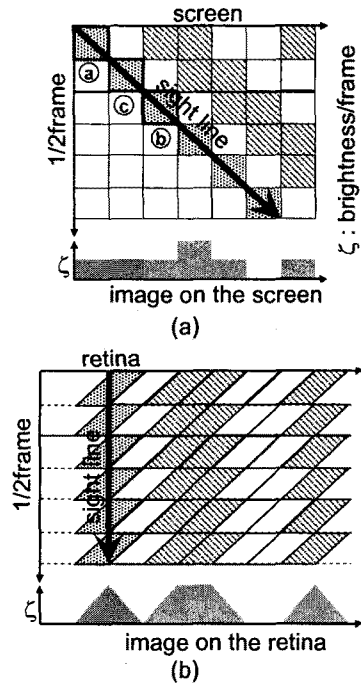 screen
1/2frame
ⓐ
ⓒ
ⓑ
sight line
ζ : brightness/frame
ζ
image on the screen
(a)
retina
1/2frame
sight line
ζ
image on the retina
(b)